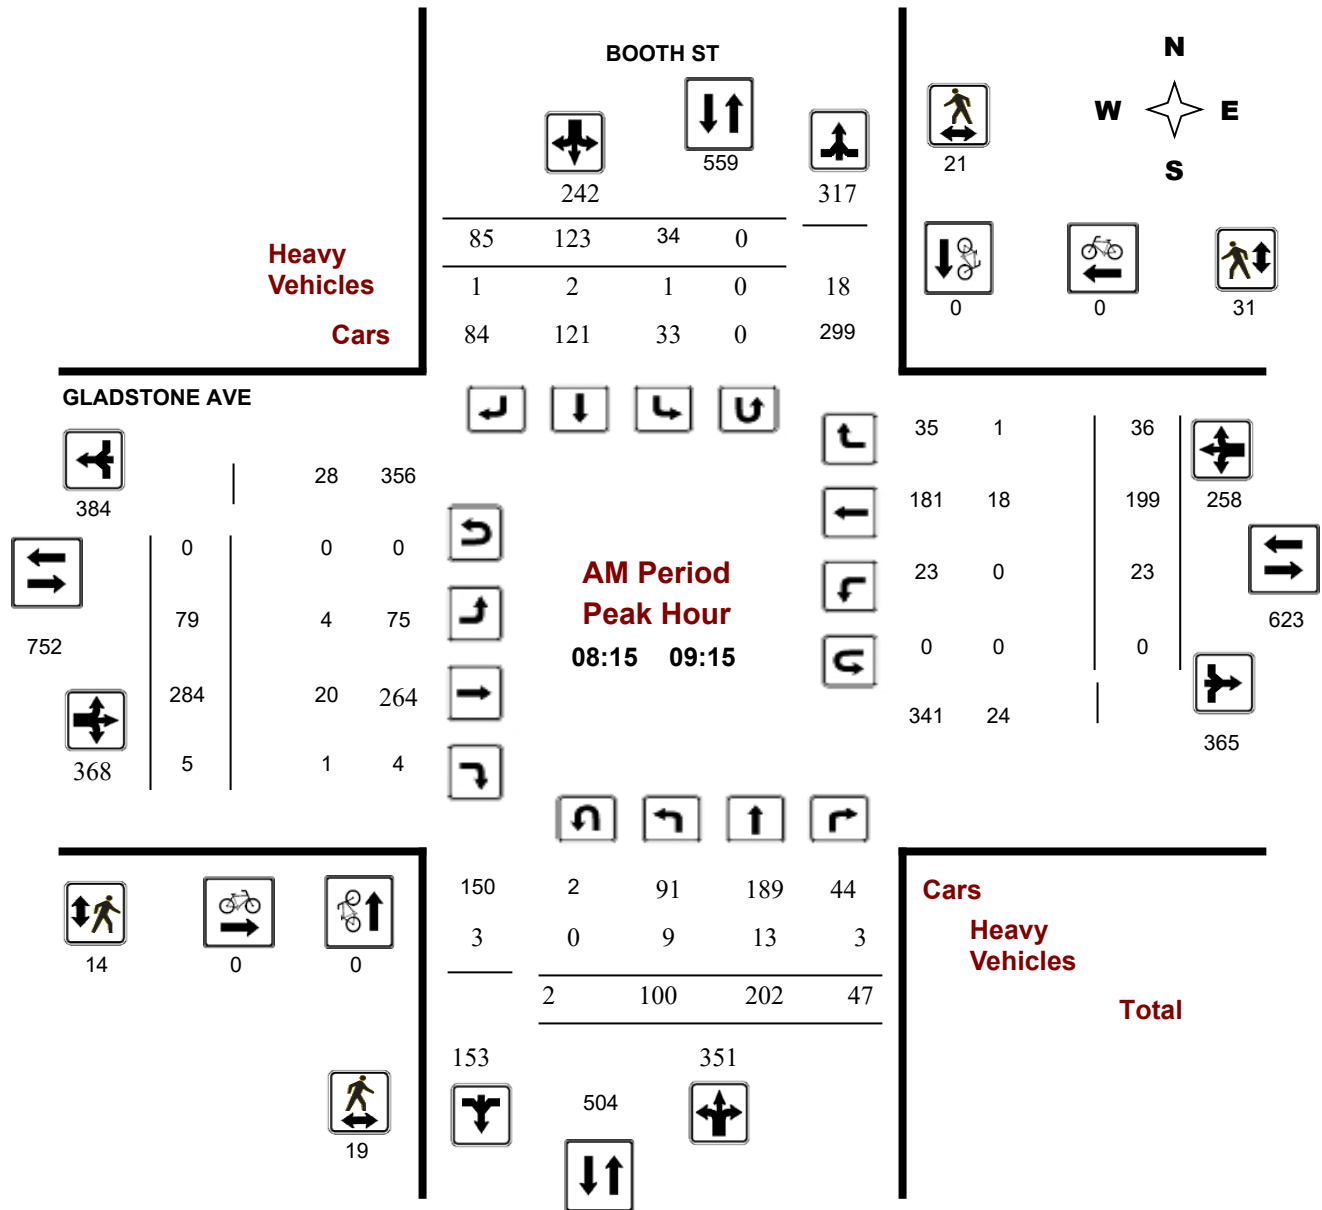 BOOTH ST
N
W E
S
559
21
242
317
85 123 34 0
Heavy
Vehicles
1 2 1 0 18
0 0 31
Cars
84 121 33 0 299
GLADSTONE AVE
35 1 36
28 356
384
181 18 199 258
0 0 0
AM Period
23 0 23
Peak Hour
79 4 75
623
752
08:15 09:15
0 0 0
284 20 264
341 24
365
368
5 1 4
150 2 91 189 44
Cars
3 0 9 13 3
Heavy
Vehicles
14 0 0
2 100 202 47
Total
153 351
504
19